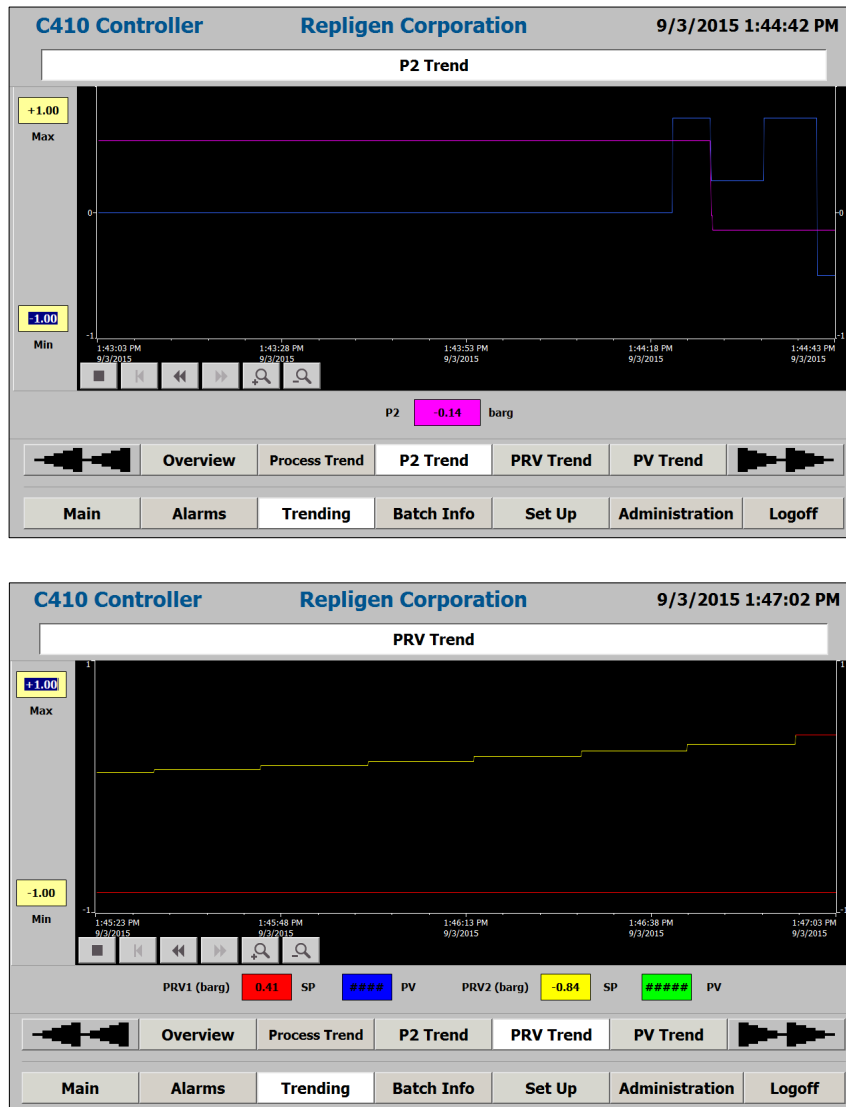 C410 Controller Repligen Corporation 9/3/2015 1:44:42 PM
P2 Trend
+1.00
Max
0 0
-1.00
Min
-1 -1
1:43:03 PM 1:43:28 PM 1:43:53 PM 1:44:18 PM 1:44:43 PM
9/3/2015 9/3/2015 9/3/2015 9/3/2015 9/3/2015
P2 -0.14 barg
Overview Process Trend P2 Trend PRV Trend PV Trend
Main Alarms Trending Batch Info Set Up Administration Logoff
C410 Controller Repligen Corporation 9/3/2015 1:47:02 PM
PRV Trend
1 1
+1.00
Max
-1.00
Min
-1 -1
1:45:23 PM 1:45:48 PM 1:46:13 PM 1:46:38 PM 1:47:03 PM
9/3/2015 9/3/2015 9/3/2015 9/3/2015 9/3/2015
PRV1 (barg) 0.41 SP #### PV PRV2 (barg) -0.84 SP ##### PV
Overview Process Trend P2 Trend PRV Trend PV Trend
Main Alarms Trending Batch Info Set Up Administration Logoff